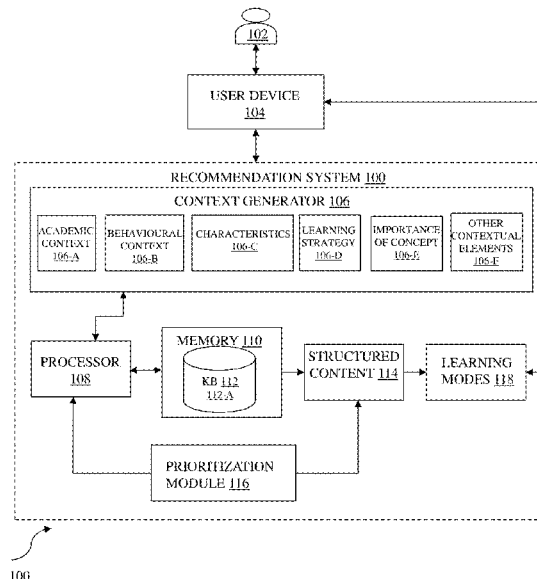 102
USER DEVICE
104
RECOMMENDATION SYSTEM 100
CONTEXT GENERATOR 106
ACADEMIC
CONTEXT
106-A
BEHAVIOURAL
CONTEXT
106-B
CHARACTERISTICS
106-C
LEARNING
STRATEGY
106-D
IMPORTANCE
OF CONCEPT
106-E
OTHER
CONTEXTUAL
ELEMENTS
106-F
PROCESSOR
108
MEMORY 110
KB 112
112-A
STRUCTURED
CONTENT
114
LEARNING
MODES 118
PRIORITIZATION
MODULE 116
100